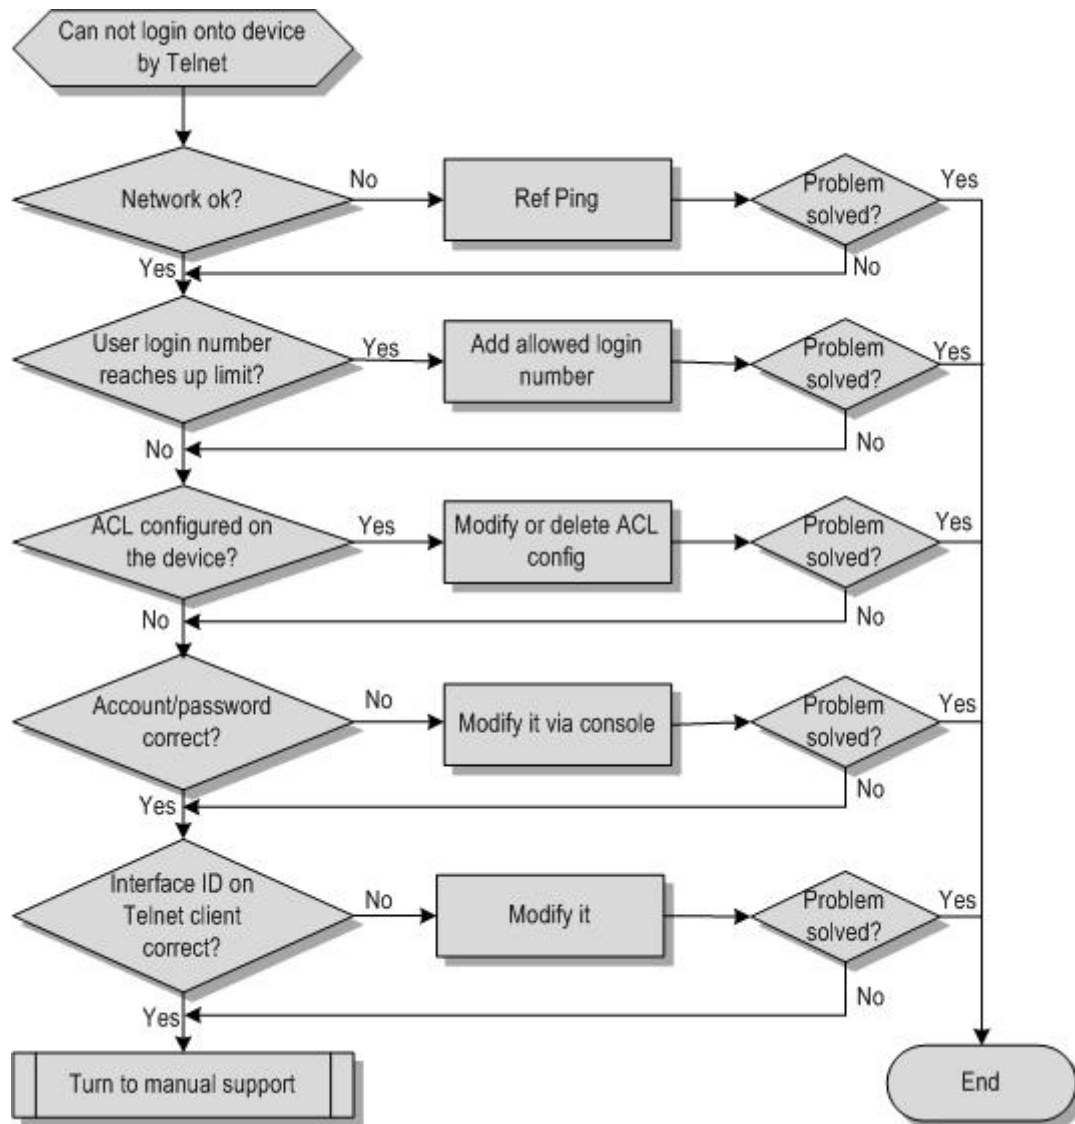 Can not login onto device
by Telnet
Network ok?
No
Ref Ping
Problem
solved?
Yes
Yes
No
User login number
reaches up limit?
Yes
Add allowed login
number
Problem
solved?
Yes
No
No
ACL configured on
the device?
Yes
Modify or delete ACL
config
Problem
solved?
Yes
No
No
Account/password
correct?
No
Modify it via console
Problem
solved?
Yes
Yes
No
Interface ID on
Telnet client
correct?
No
Modify it
Problem
solved?
Yes
Yes
No
Turn to manual support
End